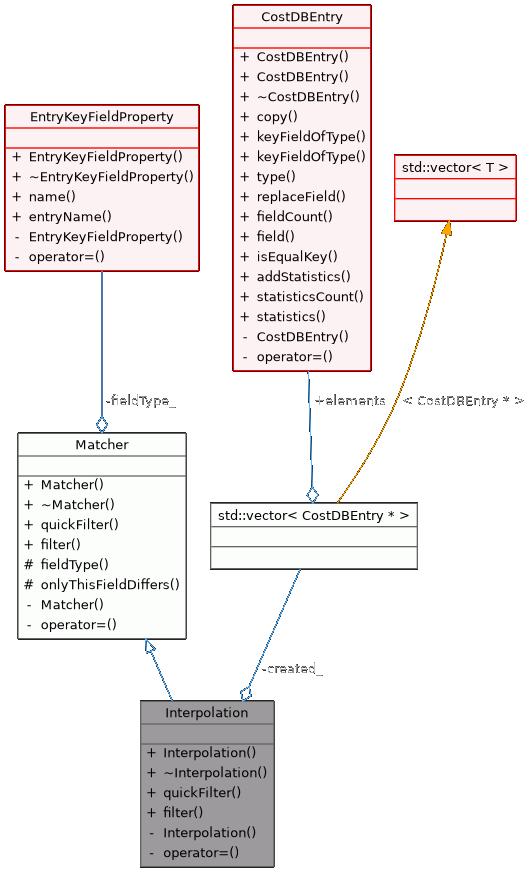 CostDBEntry
+ CostDBEntry()
+ CostDBEntry()
+ ~CostDBEntry()
+ copy()
+ keyFieldOfType()
+ keyFieldOfType()
+ type()
+ replaceField()
+ fieldCount()
+ field()
+ isEqualKey()
+ addStatistics()
+ statisticsCount()
+ statistics()
- CostDBEntry()
- operator=()
EntryKeyFieldProperty
+ EntryKeyFieldProperty()
+ ~EntryKeyFieldProperty()
+ name()
+ entryName()
- EntryKeyFieldProperty()
- operator=()
std::vector< T >
-fieldType_
+elements
< CostDBEntry * >
Matcher
+ Matcher()
+ ~Matcher()
+ quickFilter()
+ filter()
# fieldType()
# onlyThisFieldDiffers()
- Matcher()
- operator=()
std::vector< CostDBEntry * >
-created_
Interpolation
+ Interpolation()
+ ~Interpolation()
+ quickFilter()
+ filter()
- Interpolation()
- operator=()